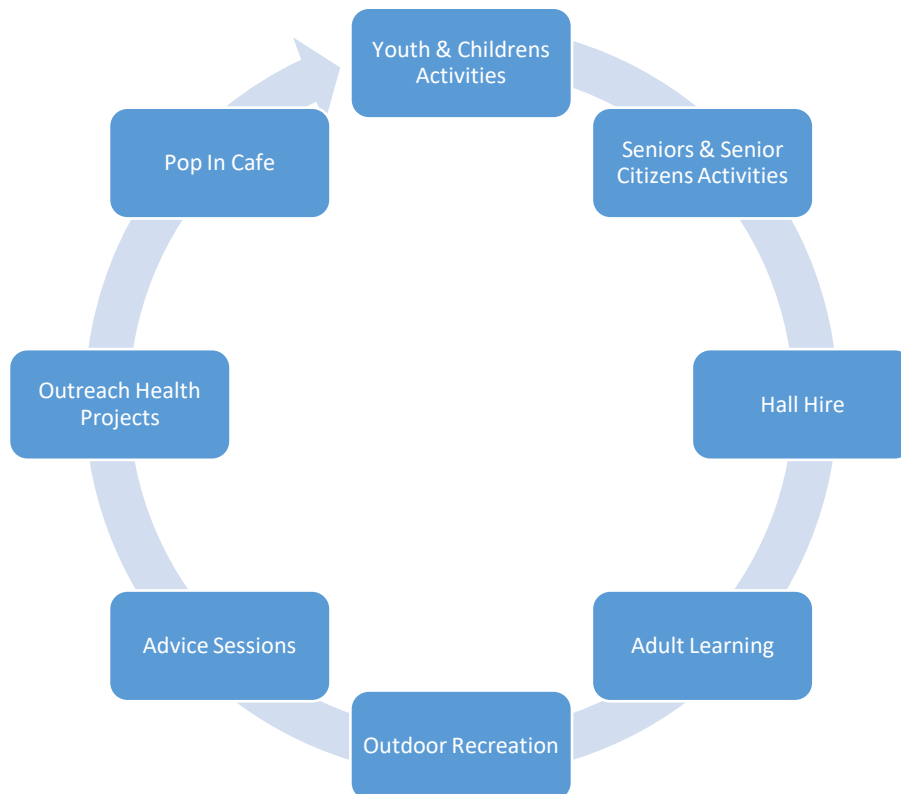 Youth & Childrens
Activities
Seniors & Senior
Citizens Activities
Hall Hire
Adult Learning
Outdoor Recreation
Advice Sessions
Outreach Health
Projects
Pop In Cafe